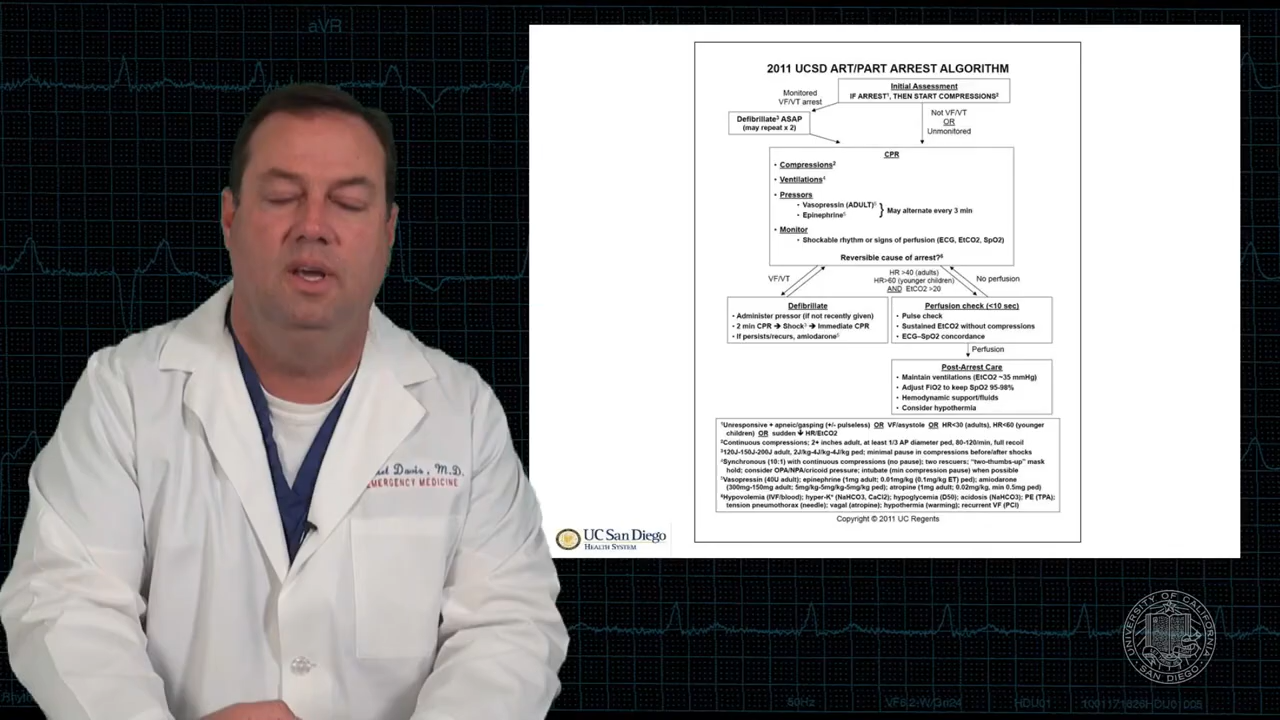 aVR
2011 UCSD ART/PART ARREST ALGORITHM
Initial Assessment
IF ARREST¹, THEN START COMPRESSIONS²
Monitored
VF/VT arrest
Defibrillate³ ASAP
(may repeat x 2)
Not VF/VT
OR
Unmonitored
CPR
• Compressions²
• Ventilations⁴
• Pressors
• Vasopressin (ADULT)⁵
• Epinephrine⁵
} May alternate every 3 min
• Monitor
• Shockable rhythm or signs of perfusion (ECG, EtCO2, SpO2)
Reversible cause of arrest?⁶
VF/VT
HR >40 (adults)
HR>60 (younger children)
AND EtCO2 >20
No perfusion
Defibrillate
• Administer pressor (if not recently given)
• 2 min CPR ➔ Shock³ ➔ Immediate CPR
• If persists/recurs, amiodarone⁵
Perfusion check (<10 sec)
• Pulse check
• Sustained EtCO2 without compressions
• ECG–SpO2 concordance
Perfusion
Post-Arrest Care
• Maintain ventilations (EtCO2 ~35 mmHg)
• Adjust FiO2 to keep SpO2 95-98%
• Hemodynamic support/fluids
• Consider hypothermia
¹Unresponsive + apneic/gasping (+/- pulseless) OR VF/asystole OR HR<30 (adults), HR<60 (younger
children) OR sudden ↓ HR/EtCO2
²Continuous compressions; 2+ inches adult, at least 1/3 AP diameter ped, 80-120/min, full recoil
³120J-150J-200J adult, 2J/kg-4J/kg-4J/kg ped; minimal pause in compressions before/after shocks
⁴Synchronous (10:1) with continuous compressions (no pause); two rescuers; "two-thumbs-up" mask
hold; consider OPA/NPA/cricoid pressure; intubate (min compression pause) when possible
⁵Vasopressin (40U adult); epinephrine (1mg adult; 0.01mg/kg (0.1mg/kg ET) ped); amiodarone
(300mg-150mg adult; 5mg/kg-5mg/kg-5mg/kg ped); atropine (1mg adult; 0.02mg/kg, min 0.5mg ped)
⁶Hypovolemia (IVF/blood); hyper-K⁺ (NaHCO3, CaCl2); hypoglycemia (D50); acidosis (NaHCO3); PE (TPA);
tension pneumothorax (needle); vagal (atropine); hypothermia (warming); recurrent VF (PCI)
Copyright © 2011 UC Regents
UC San Diego
HEALTH SYSTEM
Davis, M.D.
EMERGENCY MEDICINE
UNIVERSITY OF CALIFORNIA
SAN DIEGO
50Hz
HDU01